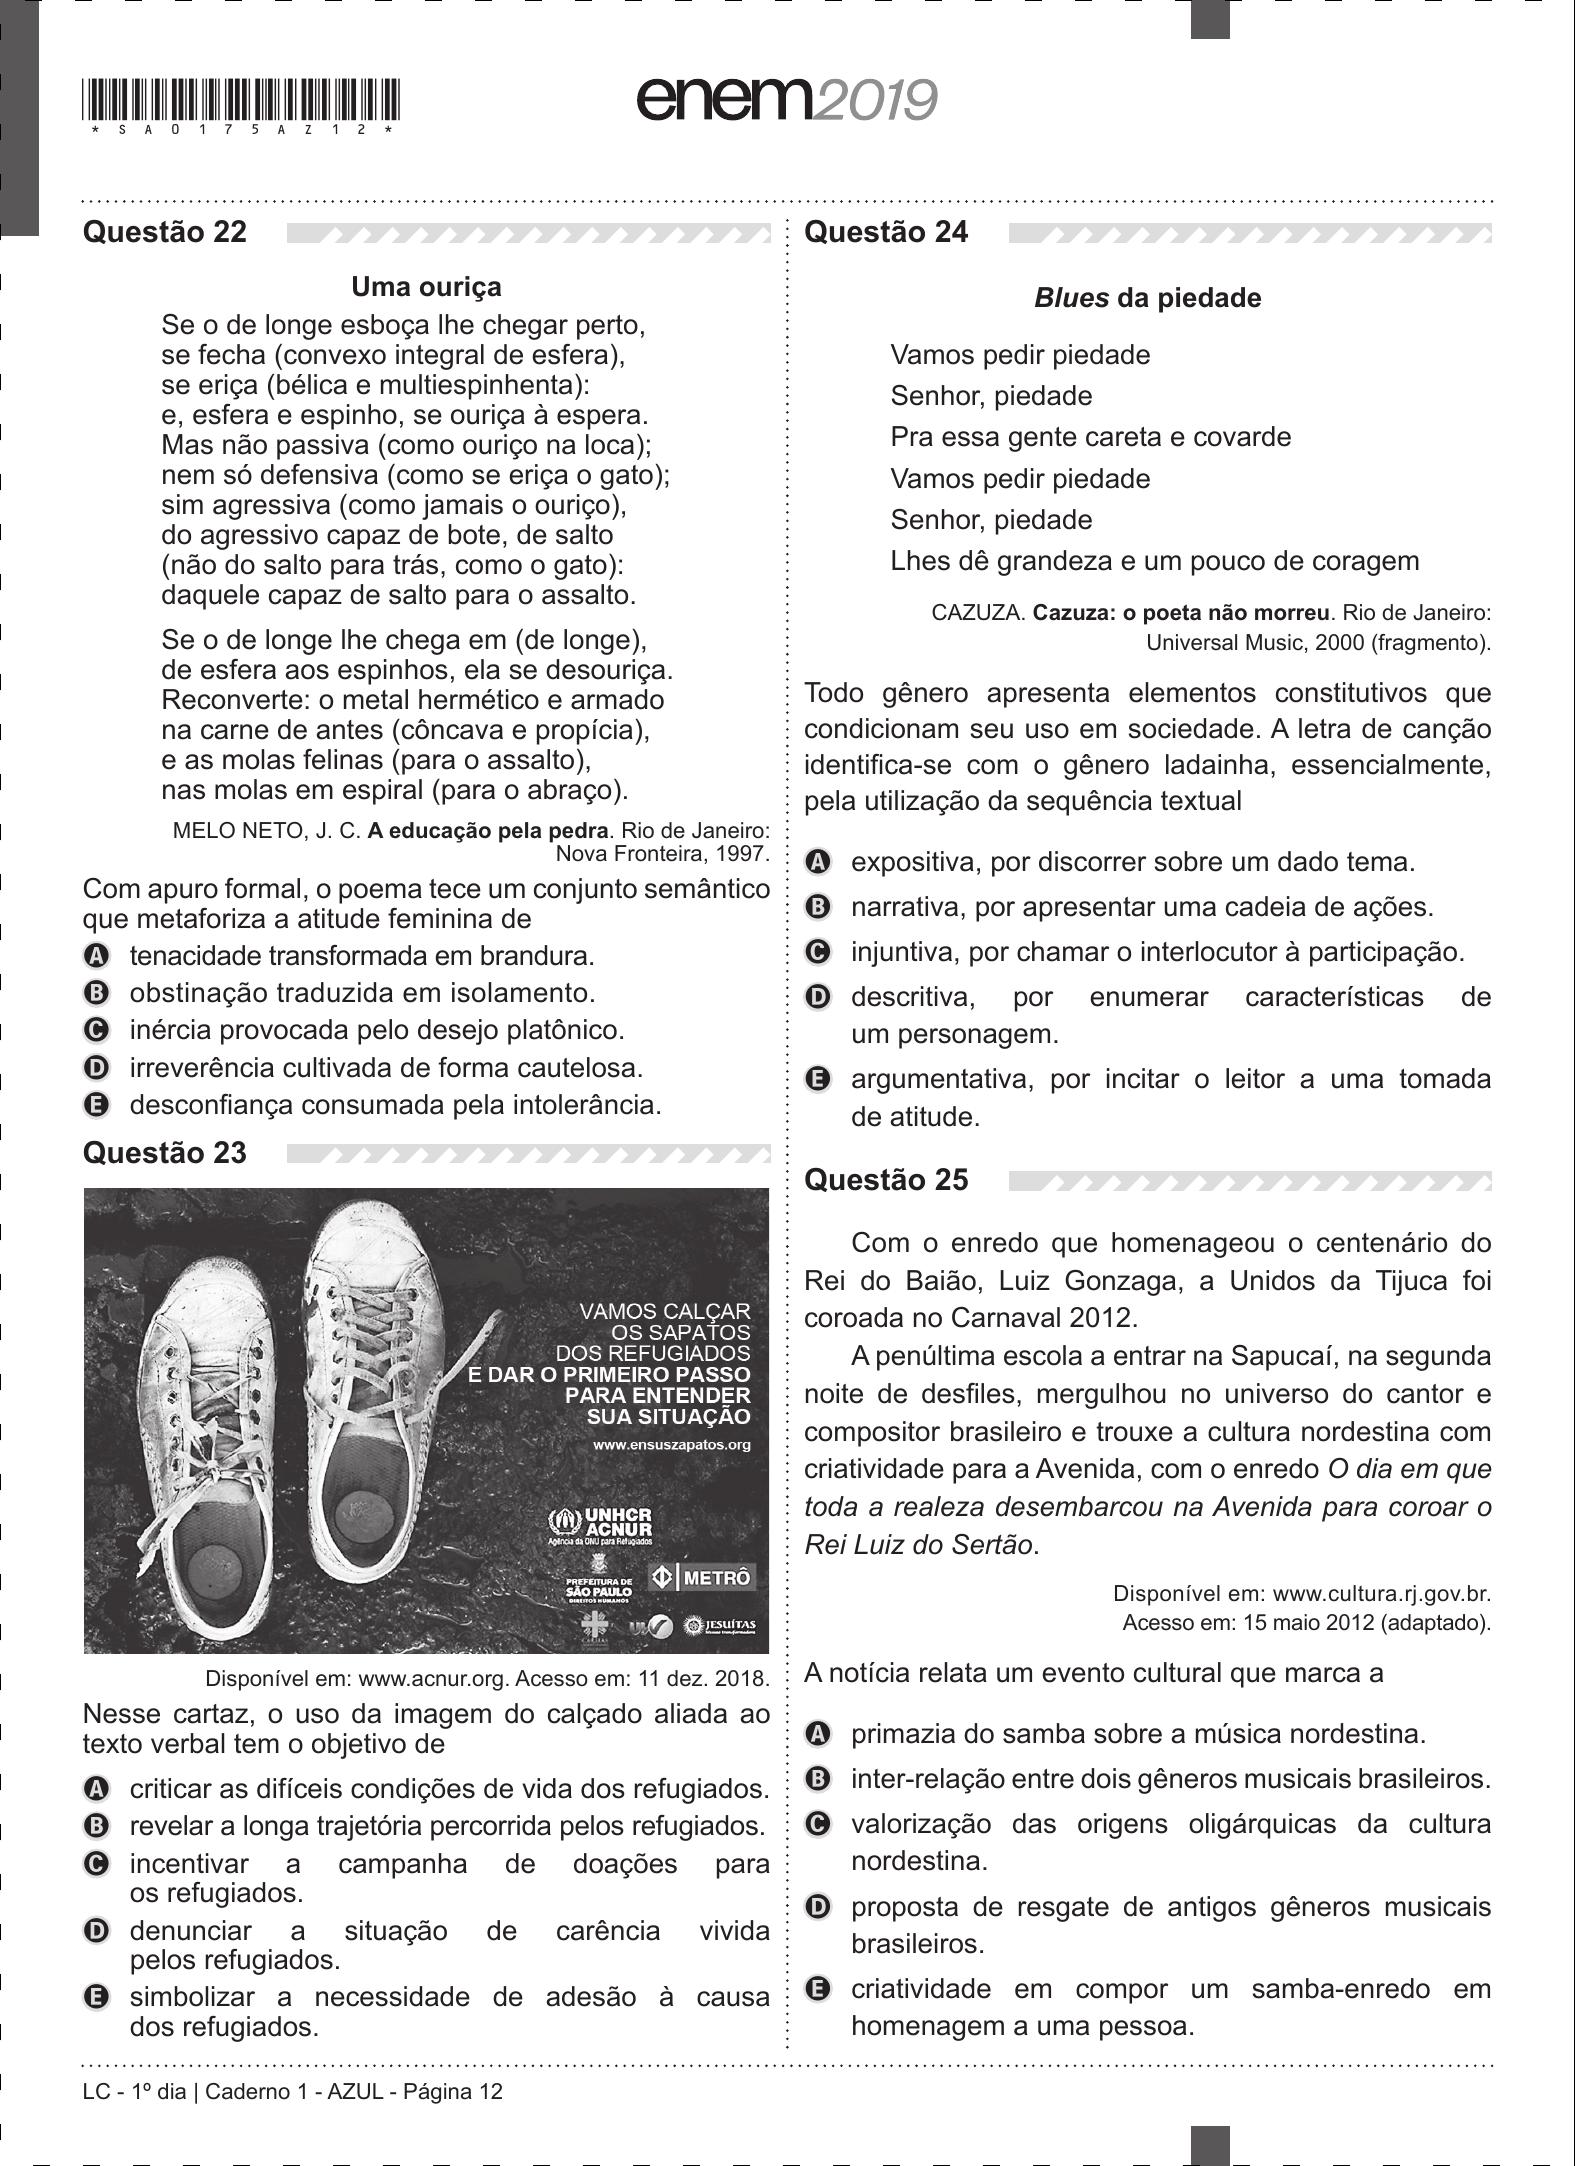 *SA0175AZ12*
enem2019
Questão 22
Uma ouriça
Se o de longe esboça lhe chegar perto,
se fecha (convexo integral de esfera),
se eriça (bélica e multiespinhenta):
e, esfera e espinho, se ouriça à espera.
Mas não passiva (como ouriço na loca);
nem só defensiva (como se eriça o gato);
sim agressiva (como jamais o ouriço),
do agressivo capaz de bote, de salto
(não do salto para trás, como o gato):
daquele capaz de salto para o assalto.
Se o de longe lhe chega em (de longe),
de esfera aos espinhos, ela se desouriça.
Reconverte: o metal hermético e armado
na carne de antes (côncava e propícia),
e as molas felinas (para o assalto),
nas molas em espiral (para o abraço).
MELO NETO, J. C. A educação pela pedra. Rio de Janeiro:
Nova Fronteira, 1997.
Com apuro formal, o poema tece um conjunto semântico
que metaforiza a atitude feminina de
A tenacidade transformada em brandura.
B obstinação traduzida em isolamento.
C inércia provocada pelo desejo platônico.
D irreverência cultivada de forma cautelosa.
E desconfiança consumada pela intolerância.
Questão 23
VAMOS CALÇAR
OS SAPATOS
DOS REFUGIADOS
E DAR O PRIMEIRO PASSO
PARA ENTENDER
SUA SITUAÇÃO
www.ensuszapatos.org
UNHCR
ACNUR
Agência da ONU para Refugiados
PREFEITURA DE
SÃO PAULO
DIREITOS HUMANOS
METRÔ
CARITAS
JESUÍTAS
Disponível em: www.acnur.org. Acesso em: 11 dez. 2018.
Nesse cartaz, o uso da imagem do calçado aliada ao
texto verbal tem o objetivo de
A criticar as difíceis condições de vida dos refugiados.
B revelar a longa trajetória percorrida pelos refugiados.
C incentivar a campanha de doações para
os refugiados.
D denunciar a situação de carência vivida
pelos refugiados.
E simbolizar a necessidade de adesão à causa
dos refugiados.
Questão 24
Blues da piedade
Vamos pedir piedade
Senhor, piedade
Pra essa gente careta e covarde
Vamos pedir piedade
Senhor, piedade
Lhes dê grandeza e um pouco de coragem
CAZUZA. Cazuza: o poeta não morreu. Rio de Janeiro:
Universal Music, 2000 (fragmento).
Todo gênero apresenta elementos constitutivos que
condicionam seu uso em sociedade. A letra de canção
identifica-se com o gênero ladainha, essencialmente,
pela utilização da sequência textual
A expositiva, por discorrer sobre um dado tema.
B narrativa, por apresentar uma cadeia de ações.
C injuntiva, por chamar o interlocutor à participação.
D descritiva, por enumerar características de
um personagem.
E argumentativa, por incitar o leitor a uma tomada
de atitude.
Questão 25
Com o enredo que homenageou o centenário do
Rei do Baião, Luiz Gonzaga, a Unidos da Tijuca foi
coroada no Carnaval 2012.
A penúltima escola a entrar na Sapucaí, na segunda
noite de desfiles, mergulhou no universo do cantor e
compositor brasileiro e trouxe a cultura nordestina com
criatividade para a Avenida, com o enredo O dia em que
toda a realeza desembarcou na Avenida para coroar o
Rei Luiz do Sertão.
Disponível em: www.cultura.rj.gov.br.
Acesso em: 15 maio 2012 (adaptado).
A notícia relata um evento cultural que marca a
A primazia do samba sobre a música nordestina.
B inter-relação entre dois gêneros musicais brasileiros.
C valorização das origens oligárquicas da cultura
nordestina.
D proposta de resgate de antigos gêneros musicais
brasileiros.
E criatividade em compor um samba-enredo em
homenagem a uma pessoa.
LC - 1º dia | Caderno 1 - AZUL - Página 12